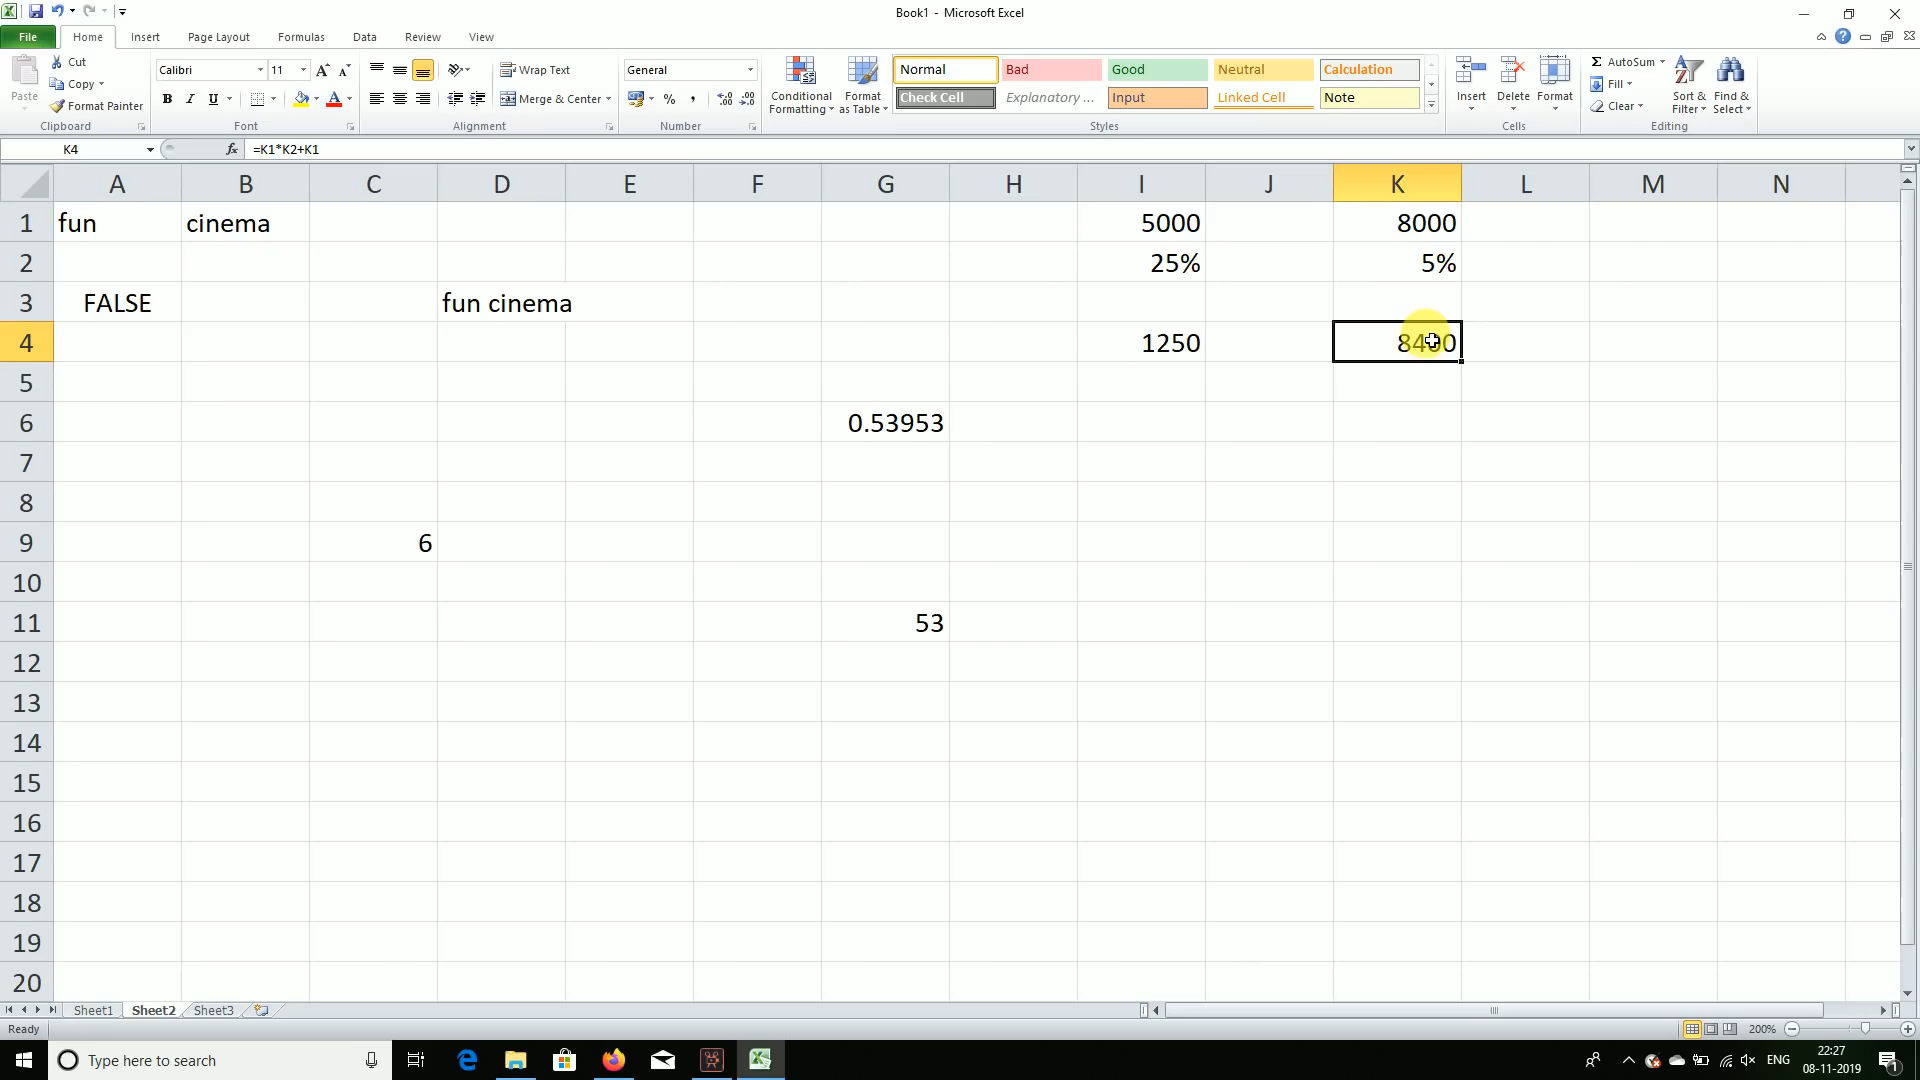 Book1 - Microsoft Excel
File Home Insert Page Layout Formulas Data Review View
Paste
Cut
Copy
Format Painter
Clipboard
Calibri 11
B I U
Font
Wrap Text
Merge & Center
Alignment
General
% ,
Number
Conditional Formatting
Format as Table
Normal Bad Good Neutral Calculation
Check Cell Explanatory ... Input Linked Cell Note
Styles
Insert Delete Format
Cells
Σ AutoSum
Fill
Clear
Sort & Filter
Find & Select
Editing
K4 fx =K1*K2+K1
A B C D E F G H I J K L M N
1 fun cinema 5000 8000
2 25% 5%
3 FALSE fun cinema
4 1250 8400
5
6 0.53953
7
8
9 6
10
11 53
12
13
14
15
16
17
18
19
20
Sheet1 Sheet2 Sheet3
Ready 200%
Type here to search
ENG
22:27
08-11-2019
1